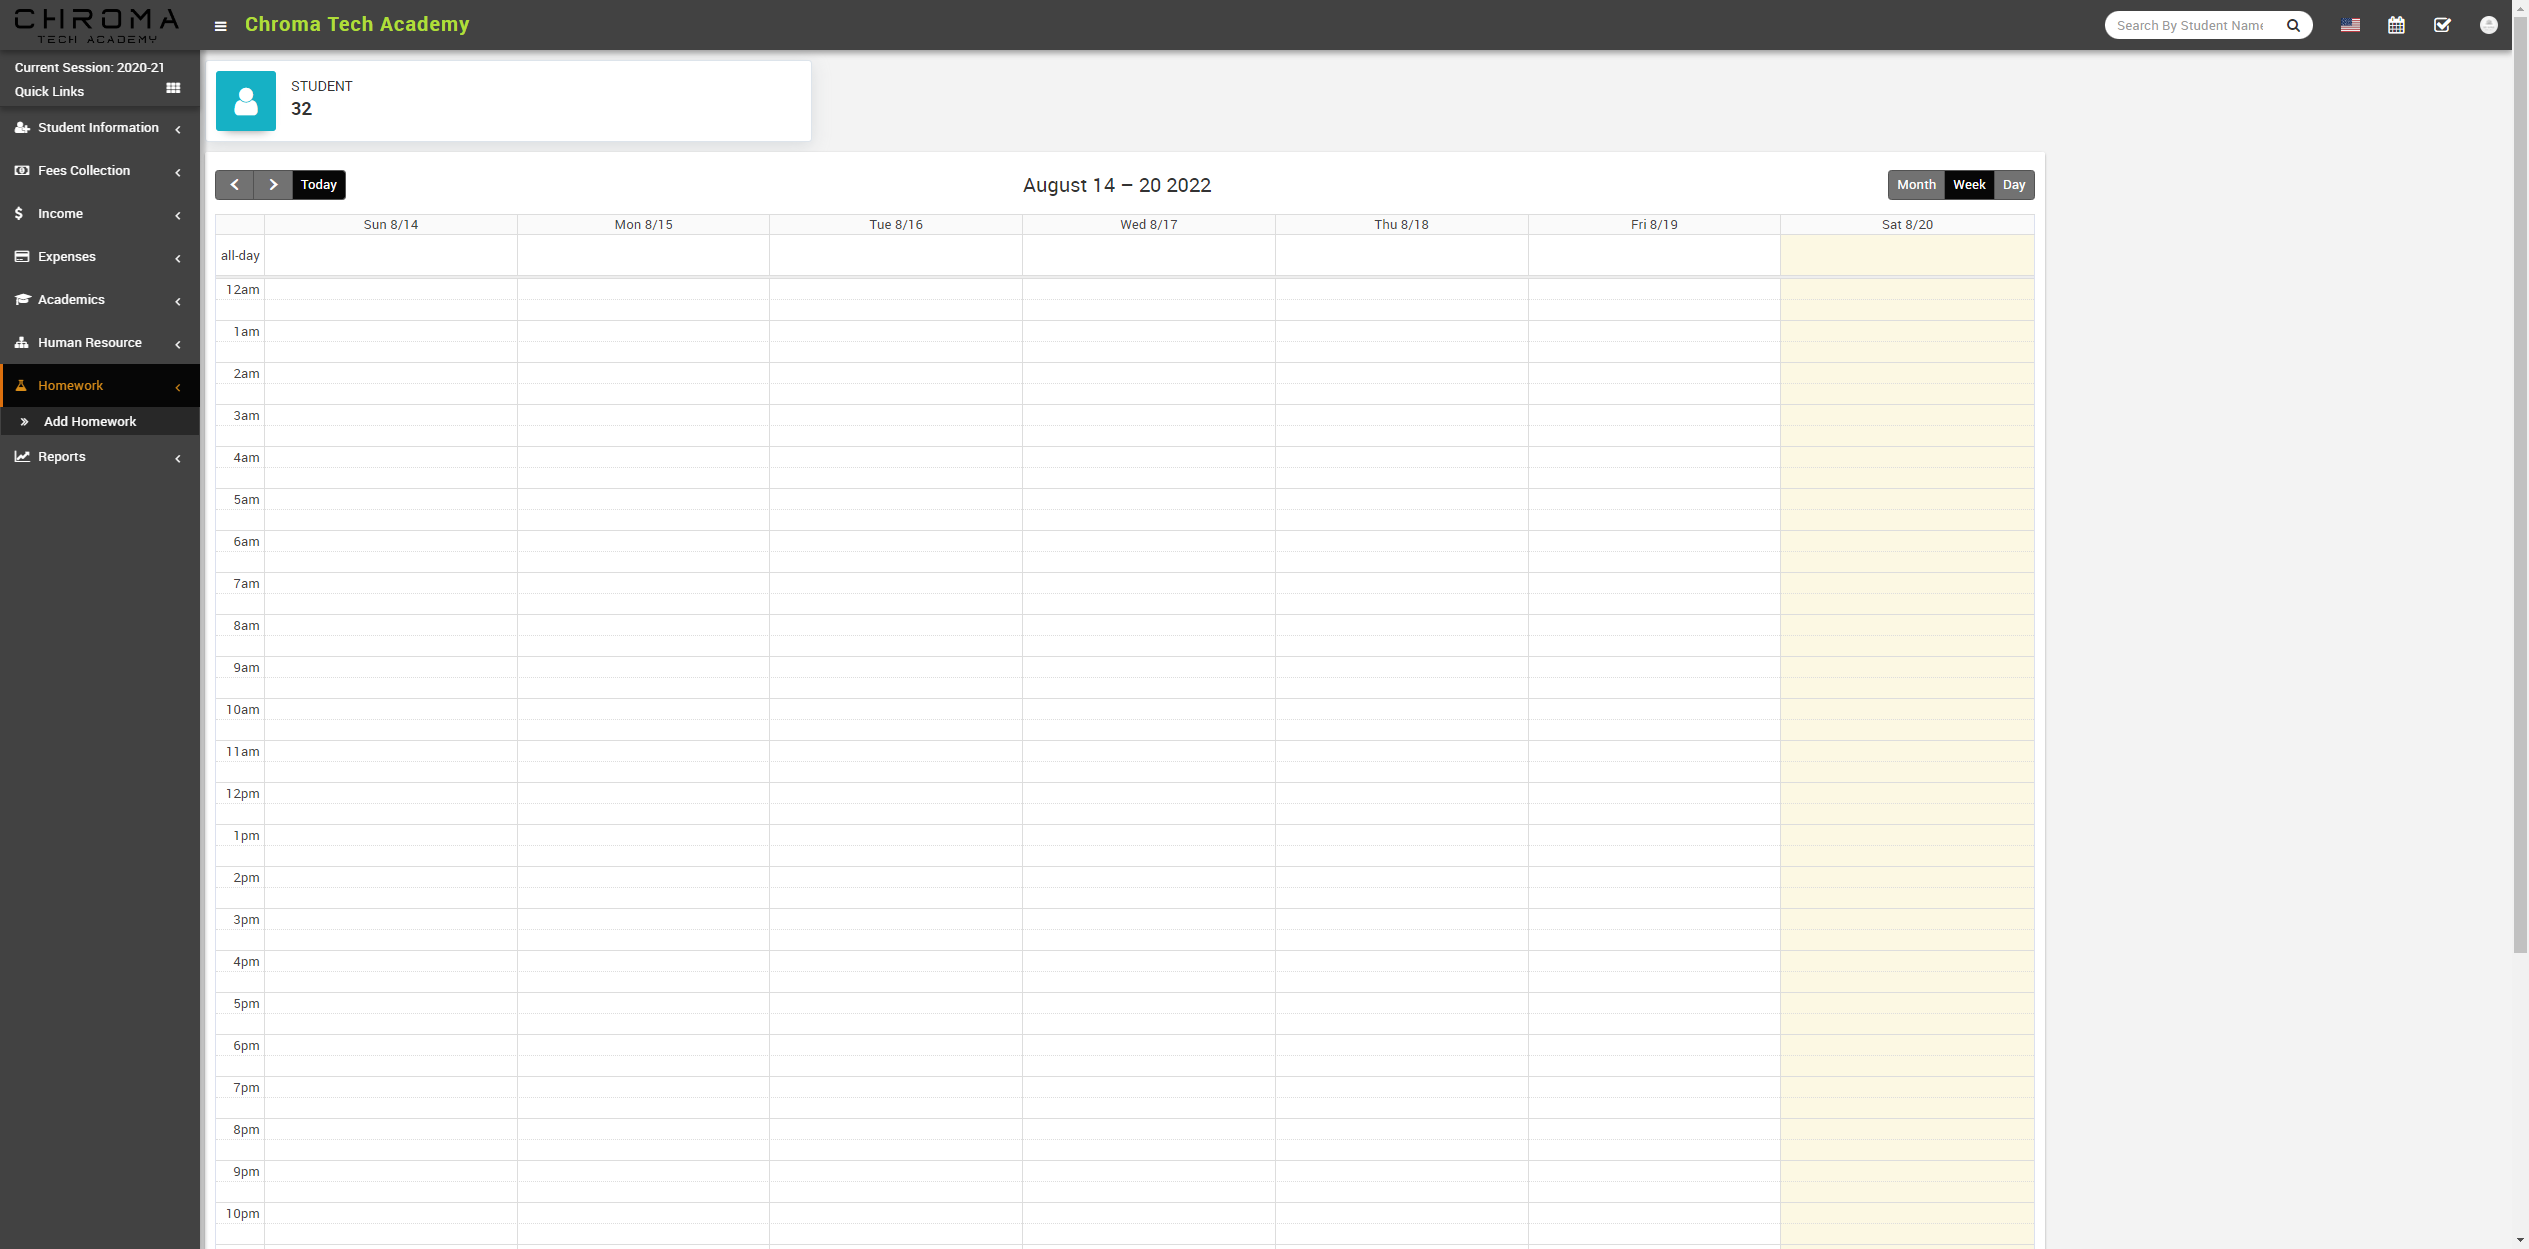 CHROMA
TECH ACADEMY
Chroma Tech Academy
Search By Student Name
Current Session: 2020-21
Quick Links
Student Information
Fees Collection
Income
Expenses
Academics
Human Resource
Homework
Add Homework
Reports
STUDENT
32
Today
August 14 – 20 2022
Month Week Day
Sun 8/14 Mon 8/15 Tue 8/16 Wed 8/17 Thu 8/18 Fri 8/19 Sat 8/20
all-day
12am
1am
2am
3am
4am
5am
6am
7am
8am
9am
10am
11am
12pm
1pm
2pm
3pm
4pm
5pm
6pm
7pm
8pm
9pm
10pm